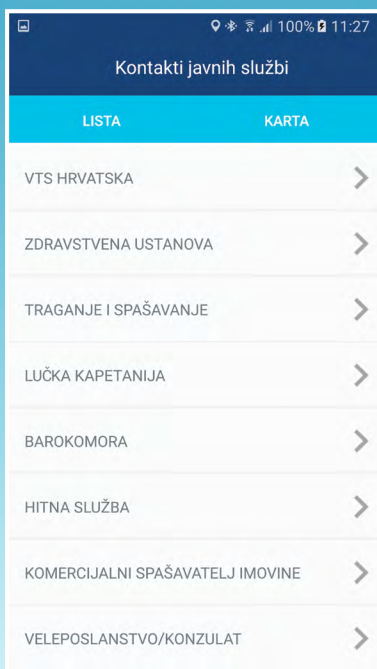 100% 11:27
Kontakti javnih službi
LISTA KARTA
VTS HRVATSKA
ZDRAVSTVENA USTANOVA
TRAGANJE I SPAŠAVANJE
LUČKA KAPETANIJA
BAROKOMORA
HITNA SLUŽBA
KOMERCIJALNI SPAŠAVATELJ IMOVINE
VELEPOSLANSTVO/KONZULAT